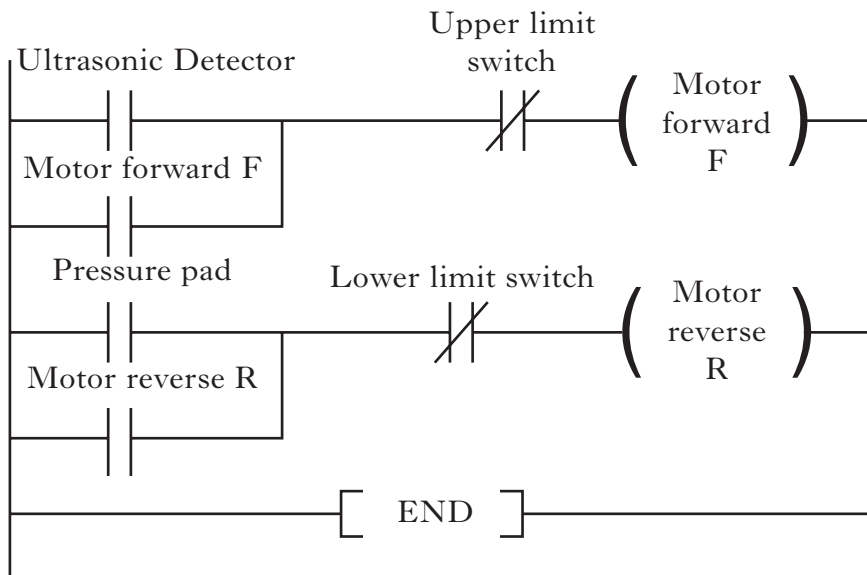 Ultrasonic Detector
Upper limit
switch
Motor
forward
F
Motor forward F
Pressure pad
Lower limit switch
Motor
reverse
R
Motor reverse R
END